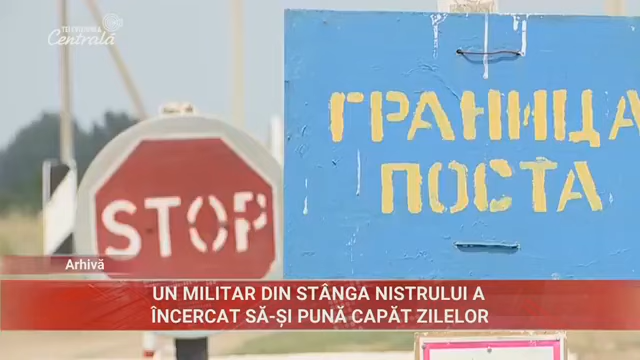 TELEVIZIUNEA
Centrală
ГРАНИЦА
ПОСТА
STOP
Arhivă
UN MILITAR DIN STÂNGA NISTRULUI A
ÎNCERCAT SĂ-ȘI PUNĂ CAPĂT ZILELOR